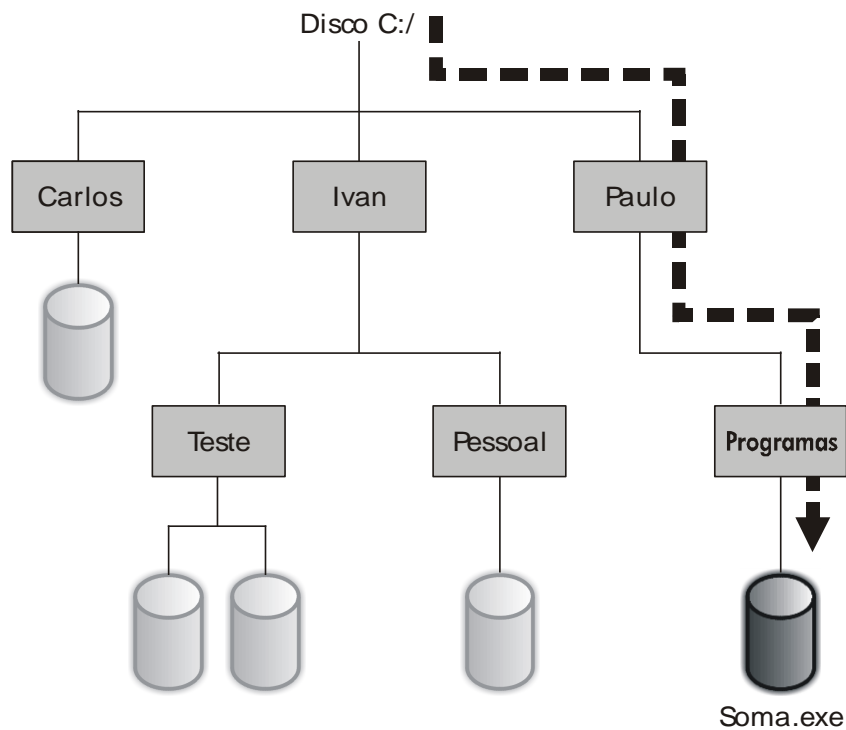 Disco C:/
Carlos
Ivan
Paulo
Teste
Pessoal
Programas
Soma.exe